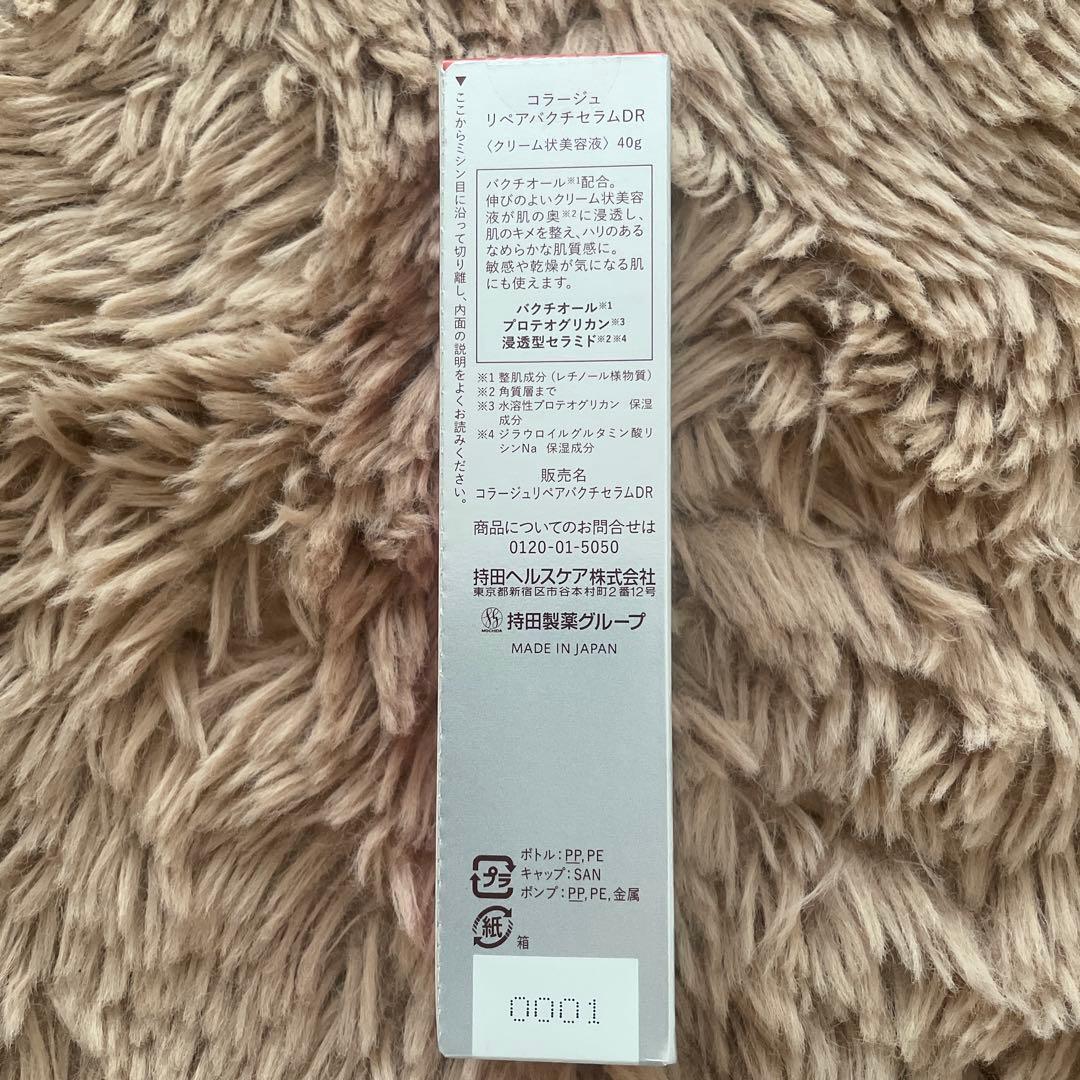 ▼ここからミシン目に沿って切り離し、内面の説明をよくお読みください。
コラージュ
リペアバクチセラムDR
〈クリーム状美容液〉40g
バクチオール※1配合。
伸びのよいクリーム状美容
液が肌の奥※2に浸透し、
肌のキメを整え、ハリのある
なめらかな肌質感に。
敏感や乾燥が気になる肌
にも使えます。
バクチオール※1
プロテオグリカン※3
浸透型セラミド※2※4
※1 整肌成分（レチノール様物質）
※2 角質層まで
※3 水溶性プロテオグリカン 保湿
成分
※4 ジラウロイルグルタミン酸リ
シンNa 保湿成分
販売名
コラージュリペアバクチセラムDR
商品についてのお問合せは
0120-01-5050
持田ヘルスケア株式会社
東京都新宿区市谷本村町2番12号
MOCHIDA 持田製薬グループ
MADE IN JAPAN
プラ
ボトル：PP,PE
キャップ：SAN
ポンプ：PP,PE,金属
紙 箱
0001